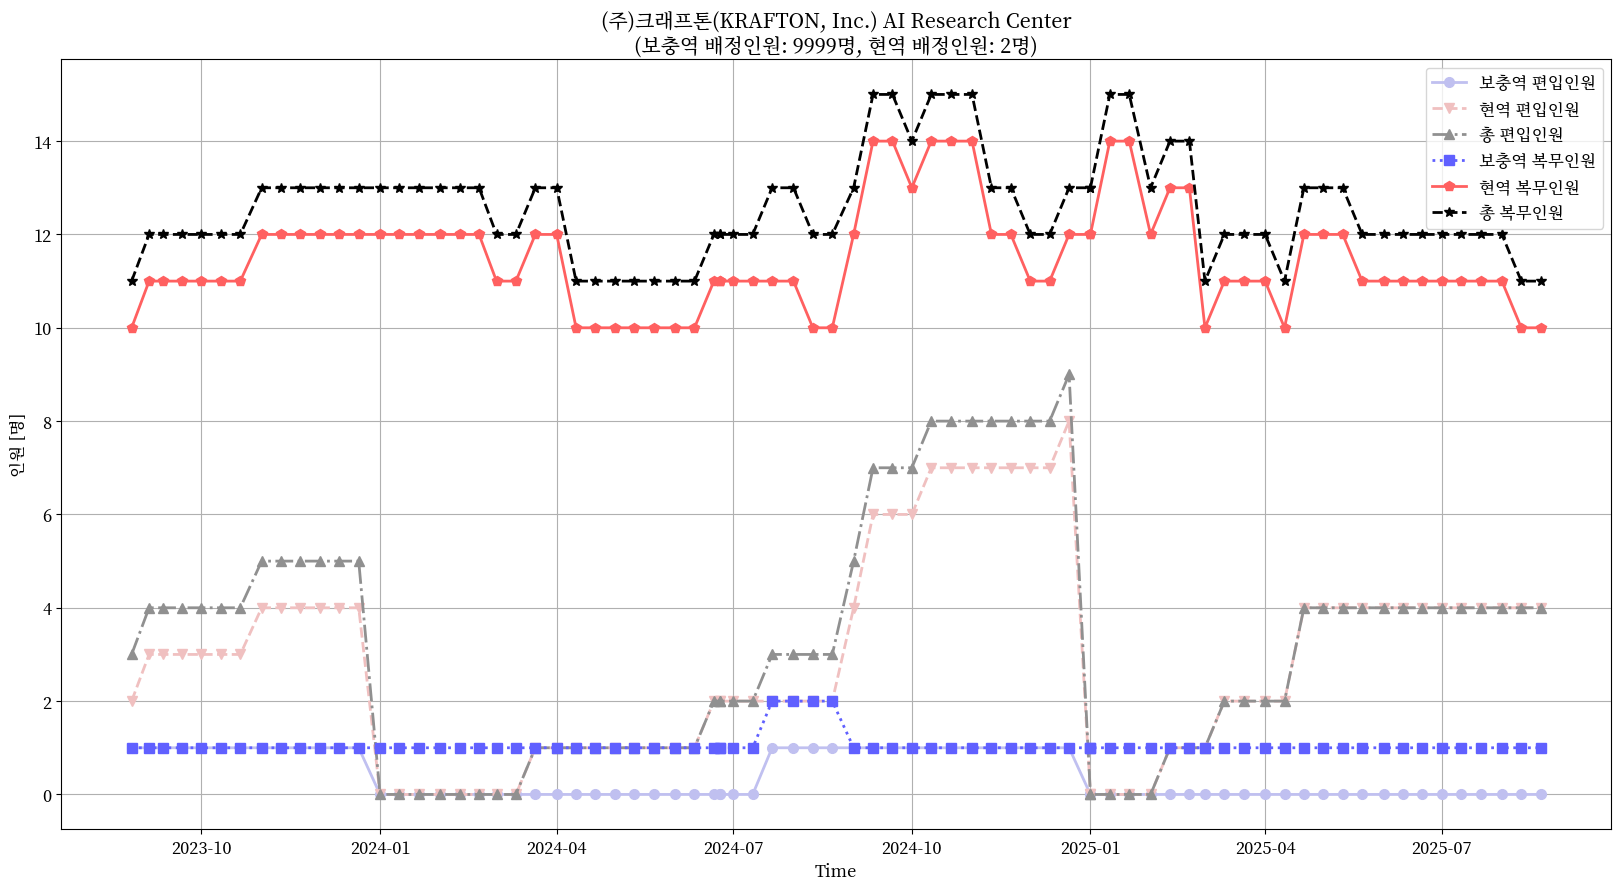 (주)크래프톤(KRAFTON, Inc.) AI Research Center
(보충역 배정인원: 9999명, 현역 배정인원: 2명)
보충역 편입인원
현역 편입인원
총 편입인원
보충역 복무인원
현역 복무인원
총 복무인원
인원 [명]
14
12
10
8
6
4
2
0
2023-10
2024-01
2024-04
2024-07
2024-10
2025-01
2025-04
2025-07
Time